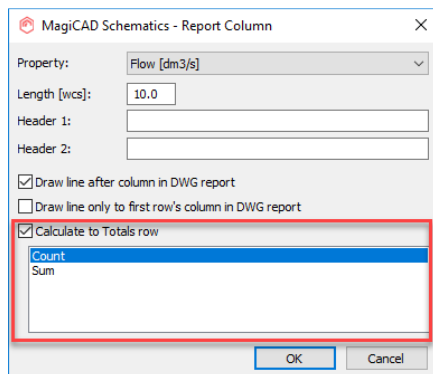 MagiCAD Schematics - Report Column
Property: Flow [dm3/s]
Length [wcs]: 10.0
Header 1:
Header 2:
Draw line after column in DWG report
Draw line only to first row's column in DWG report
Calculate to Totals row
Count
Sum
OK Cancel